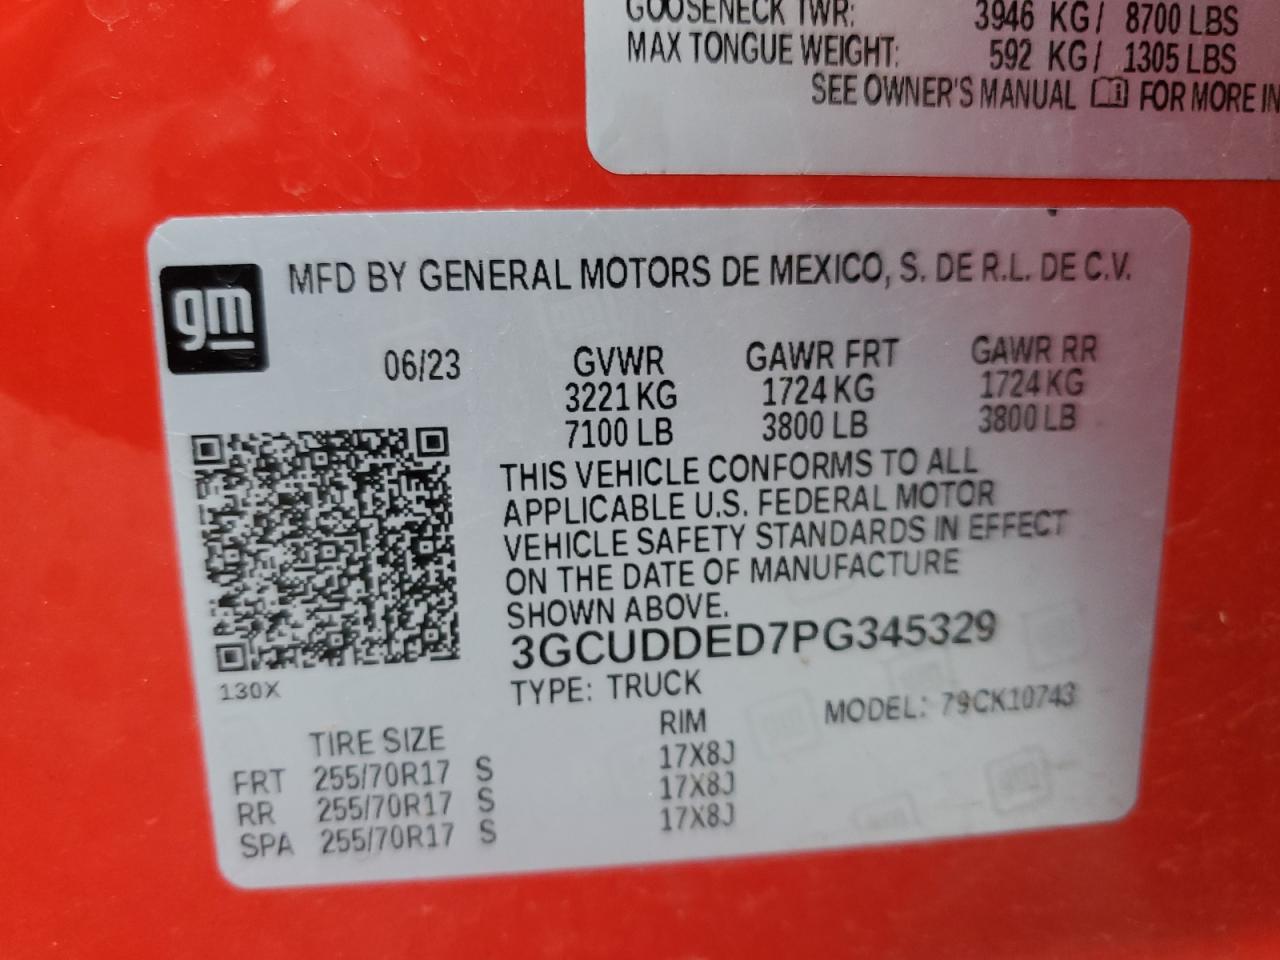 GOOSENECK TWR: 3946 KG/ 8700 LBS
MAX TONGUE WEIGHT: 592 KG/ 1305 LBS
SEE OWNER'S MANUAL FOR MORE
gm
MFD BY GENERAL MOTORS DE MEXICO, S. DE R.L. DE C.V.
06/23 GVWR GAWR FRT GAWR RR
3221 KG 1724 KG 1724 KG
7100 LB 3800 LB 3800 LB
THIS VEHICLE CONFORMS TO ALL
APPLICABLE U.S. FEDERAL MOTOR
VEHICLE SAFETY STANDARDS IN EFFECT
ON THE DATE OF MANUFACTURE
SHOWN ABOVE.
3GCUDDED7PG345329
130X
TYPE: TRUCK
MODEL: 79CK10743
TIRE SIZE RIM
FRT 255/70R17 S 17X8J
RR 255/70R17 S 17X8J
SPA 255/70R17 S 17X8J